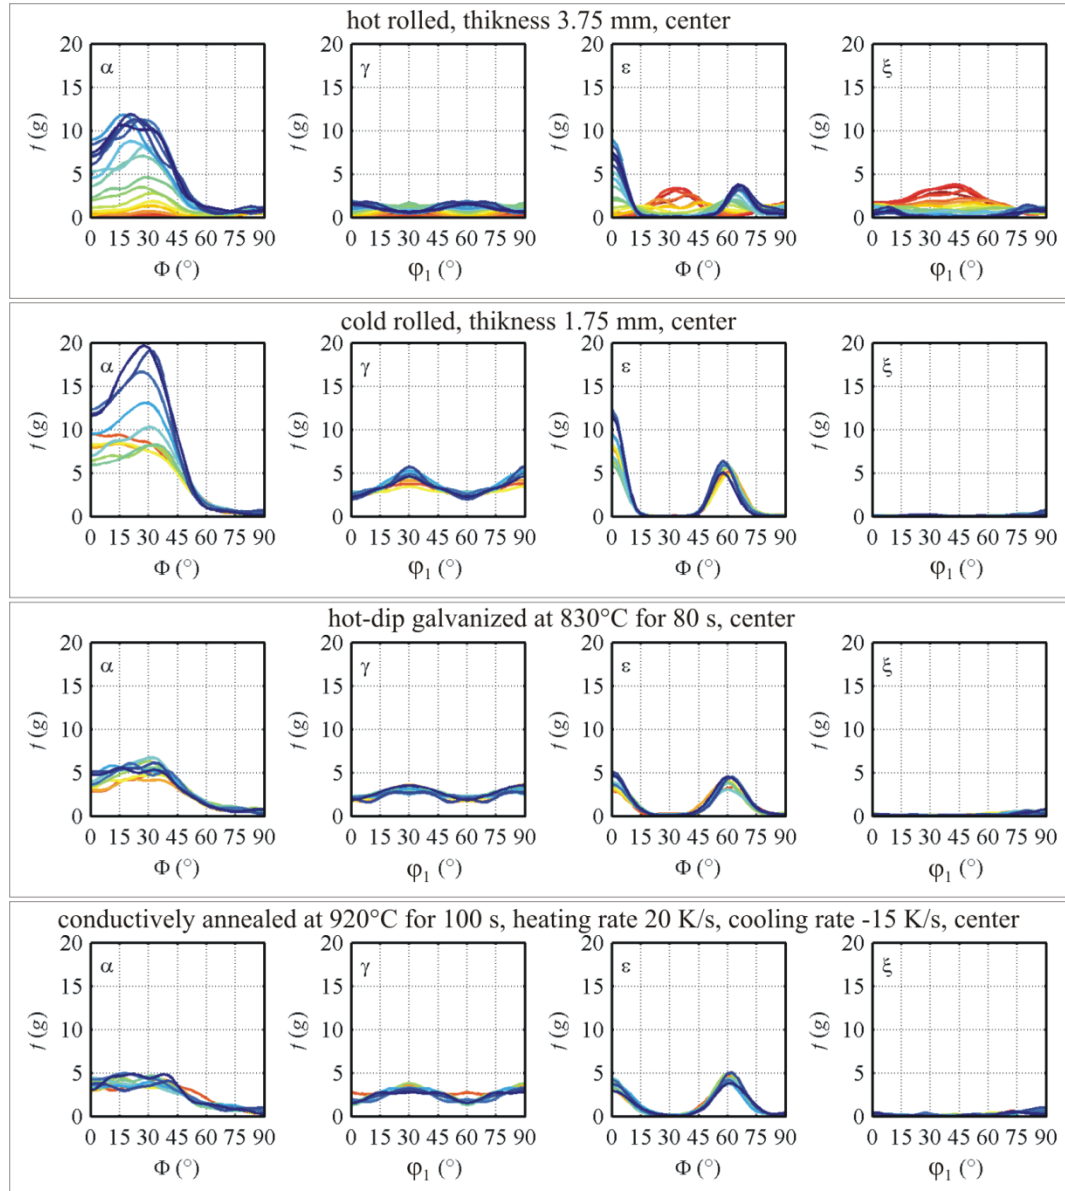 hot rolled, thikness 3.75 mm, center
α γ ε ξ
20 20 20 20
15 15 15 15
10 10 10 10
5 5 5 5
0 0 0 0
f (g) f (g) f (g) f (g)
0 15 30 45 60 75 90 0 15 30 45 60 75 90 0 15 30 45 60 75 90 0 15 30 45 60 75 90
Φ (°) φ₁ (°) Φ (°) φ₁ (°)
cold rolled, thikness 1.75 mm, center
α γ ε ξ
20 20 20 20
15 15 15 15
10 10 10 10
5 5 5 5
0 0 0 0
f (g) f (g) f (g) f (g)
0 15 30 45 60 75 90 0 15 30 45 60 75 90 0 15 30 45 60 75 90 0 15 30 45 60 75 90
Φ (°) φ₁ (°) Φ (°) φ₁ (°)
hot-dip galvanized at 830°C for 80 s, center
α γ ε ξ
20 20 20 20
15 15 15 15
10 10 10 10
5 5 5 5
0 0 0 0
f (g) f (g) f (g) f (g)
0 15 30 45 60 75 90 0 15 30 45 60 75 90 0 15 30 45 60 75 90 0 15 30 45 60 75 90
Φ (°) φ₁ (°) Φ (°) φ₁ (°)
conductively annealed at 920°C for 100 s, heating rate 20 K/s, cooling rate -15 K/s, center
α γ ε ξ
20 20 20 20
15 15 15 15
10 10 10 10
5 5 5 5
0 0 0 0
f (g) f (g) f (g) f (g)
0 15 30 45 60 75 90 0 15 30 45 60 75 90 0 15 30 45 60 75 90 0 15 30 45 60 75 90
Φ (°) φ₁ (°) Φ (°) φ₁ (°)